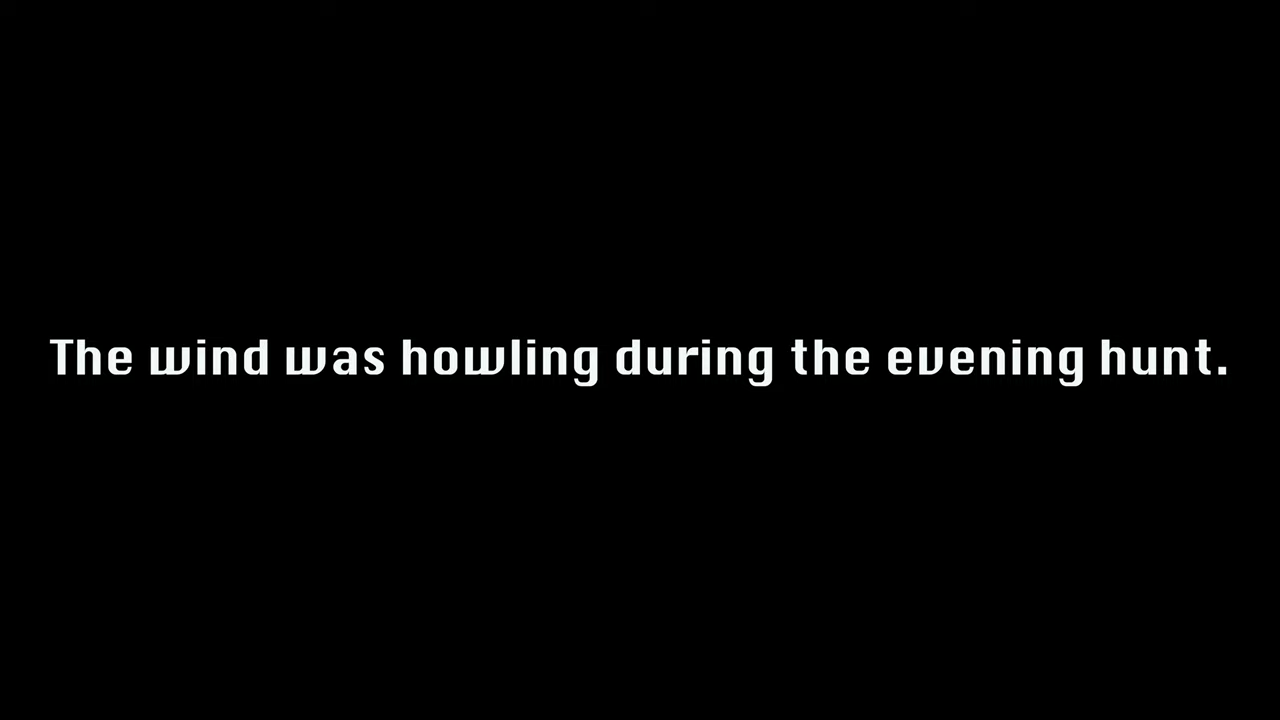 The wind was howling during the evening hunt.